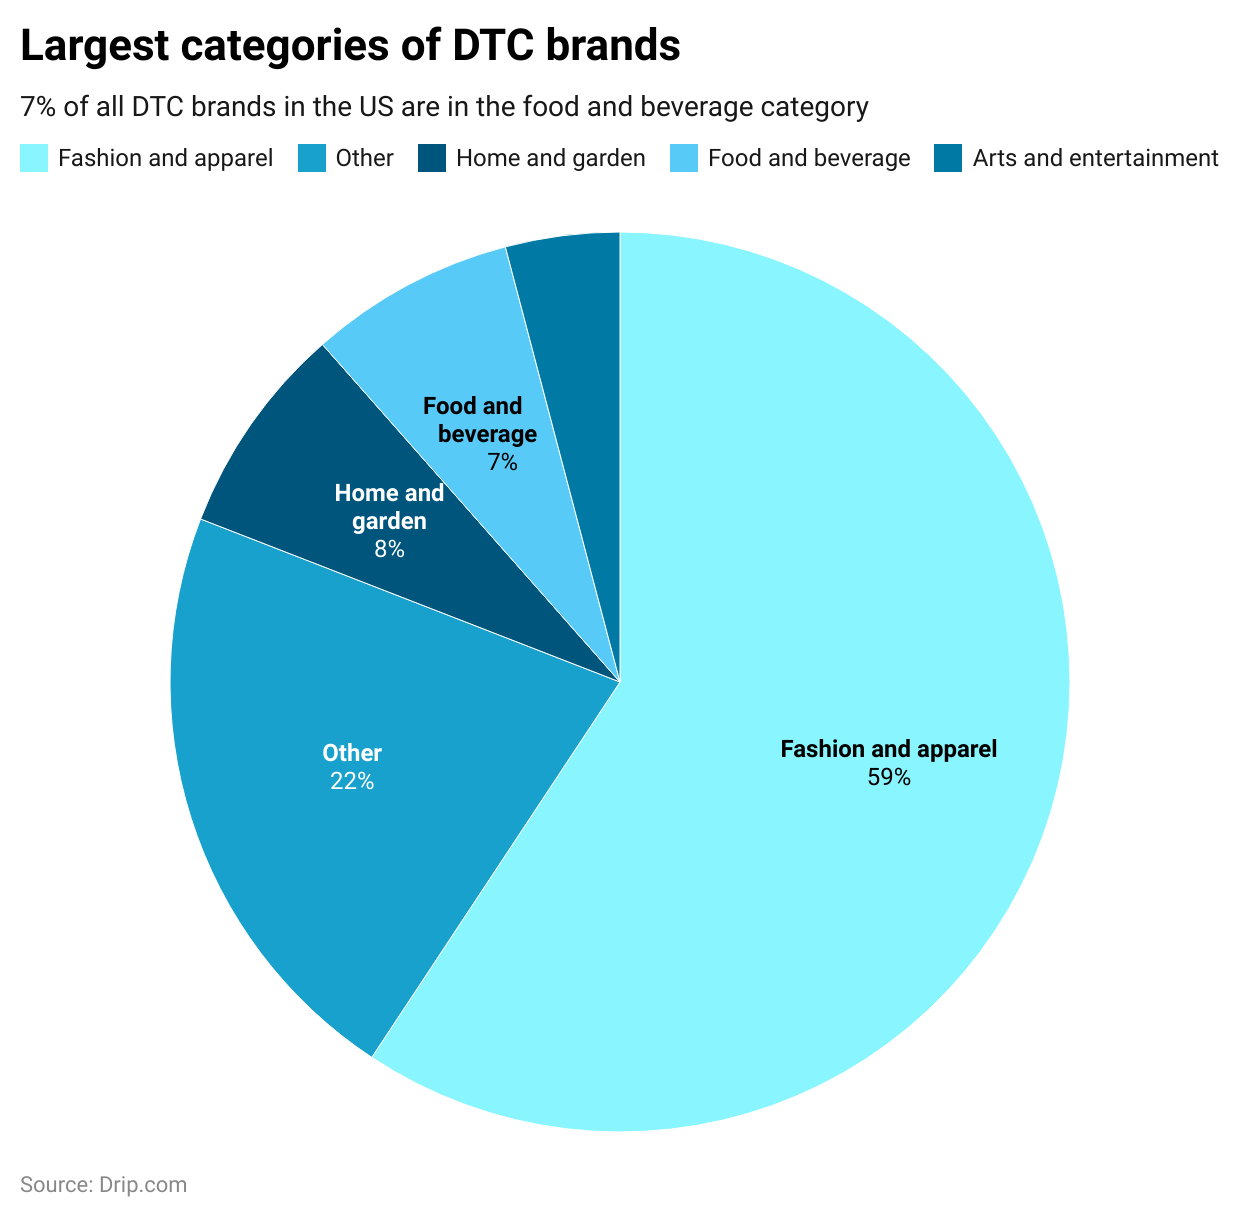 Largest categories of DTC brands
7% of all DTC brands in the US are in the food and beverage category
Fashion and apparel Other Home and garden Food and beverage Arts and entertainment
Food and
beverage
7%
Home and
garden
8%
Other
22%
Fashion and apparel
59%
Source: Drip.com